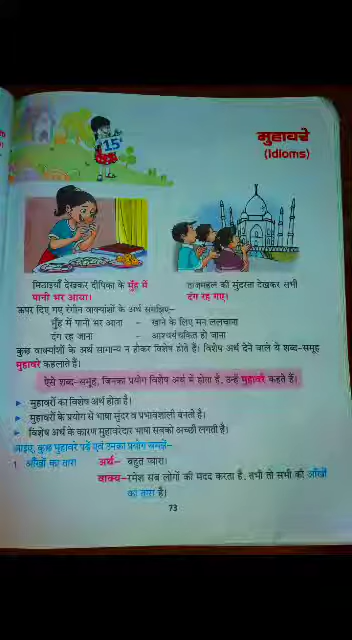 15
मुहावरे
(Idioms)
मिठाइयाँ देखकर दीपिका के मुँह में
पानी भर आया।
ताजमहल की सुंदरता देखकर सभी
दंग रह गए।
ऊपर दिए गए रंगीन वाक्यांशों के अर्थ समझिए–
मुँह में पानी भर आना - खाने के लिए मन ललचाना
दंग रह जाना - आश्चर्यचकित हो जाना
कुछ वाक्यांशों के अर्थ सामान्य न होकर विशेष होते हैं। विशेष अर्थ देने वाले ये शब्द-समूह
मुहावरे कहलाते हैं।
ऐसे शब्द-समूह, जिनका प्रयोग विशेष अर्थ में होता है, उन्हें मुहावरे कहते हैं।
▶ मुहावरों का विशेष अर्थ होता है।
▶ मुहावरों के प्रयोग से भाषा सुंदर व प्रभावशाली बनती है।
▶ विशेष अर्थ के कारण मुहावरेदार भाषा सबको अच्छी लगती है।
आइए, कुछ मुहावरे पढ़ें एवं उनका प्रयोग समझें–
1 आँखों का तारा अर्थ– बहुत प्यारा।
वाक्य–रमेश सब लोगों की मदद करता है, तभी तो सभी की आँखों
का तारा है।
73